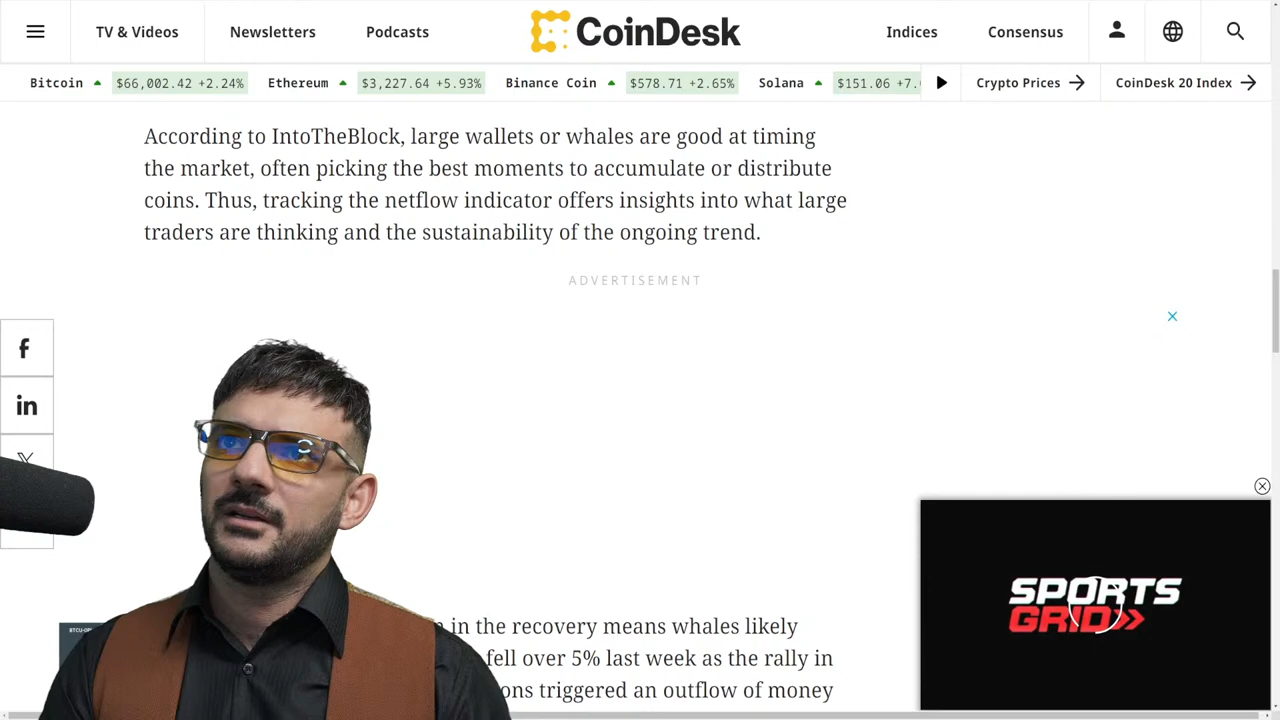 TV & Videos
Newsletters
Podcasts
CoinDesk
Indices
Consensus
Bitcoin $66,002.42 +2.24% Ethereum $3,227.64 +5.93% Binance Coin $578.71 +2.65% Solana $151.06 +7.
Crypto Prices
CoinDesk 20 Index
According to IntoTheBlock, large wallets or whales are good at timing
the market, often picking the best moments to accumulate or distribute
coins. Thus, tracking the netflow indicator offers insights into what large
traders are thinking and the sustainability of the ongoing trend.
ADVERTISEMENT
f
in
X
SPORTS
GRID
in the recovery means whales likely
fell over 5% last week as the rally in
ons triggered an outflow of money